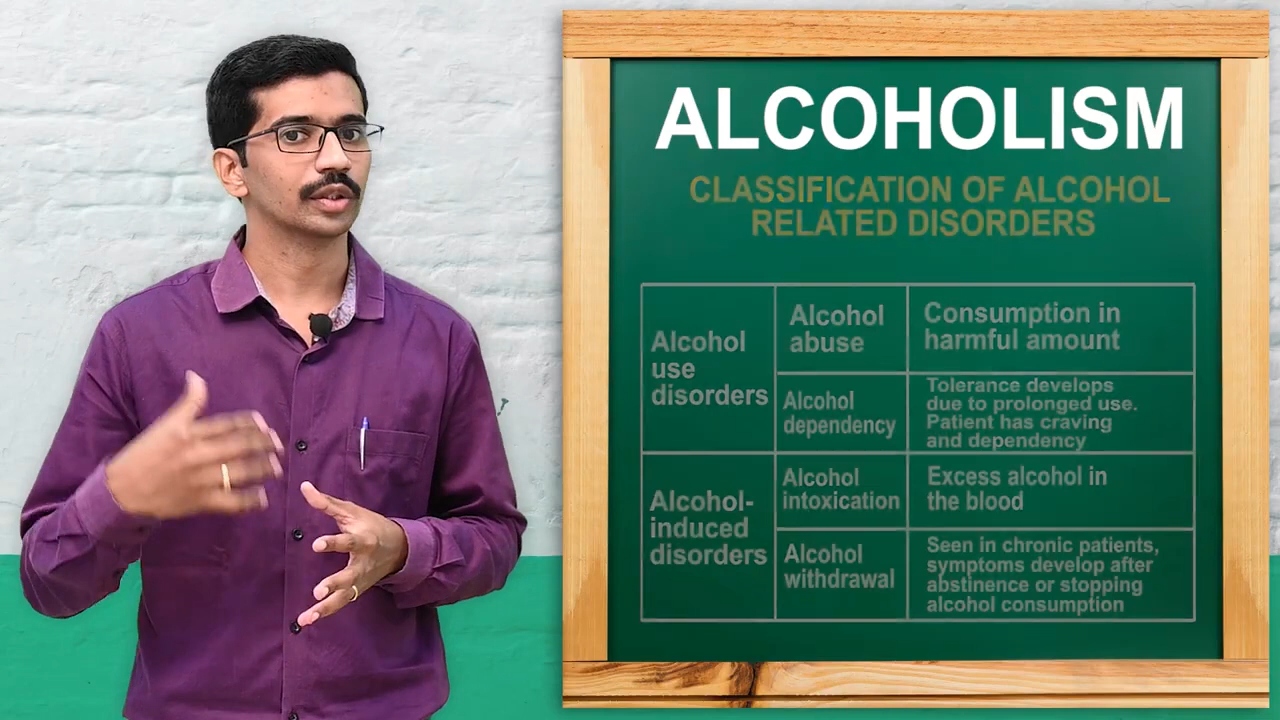 ALCOHOLISM
CLASSIFICATION OF ALCOHOL
RELATED DISORDERS
Alcohol
use
disorders
Alcohol
abuse
Consumption in
harmful amount
Alcohol
dependency
Tolerance develops
due to prolonged use.
Patient has craving
and dependency
Alcohol-
induced
disorders
Alcohol
intoxication
Excess alcohol in
the blood
Alcohol
withdrawal
Seen in chronic patients,
symptoms develop after
abstinence or stopping
alcohol consumption